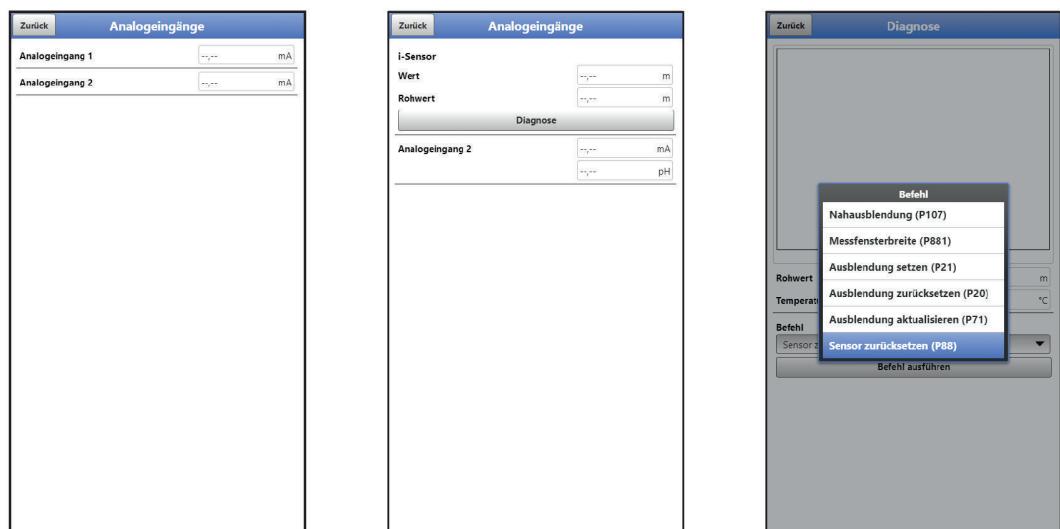 Zurück Analogeingänge
Analogeingang 1 --,-- mA
Analogeingang 2 --,-- mA
Zurück Analogeingänge
i-Sensor
Wert --,-- m
Rohwert --,-- m
Diagnose
Analogeingang 2 --,-- mA
--,-- pH
Zurück Diagnose
Befehl
Nahausblendung (P107)
Messfensterbreite (P881)
Ausblendung setzen (P21)
Ausblendung zurücksetzen (P20)
Ausblendung aktualisieren (P71)
Sensor zurücksetzen (P88)
Rohwert m
°C
Befehl
Sensor
Befehl ausführen